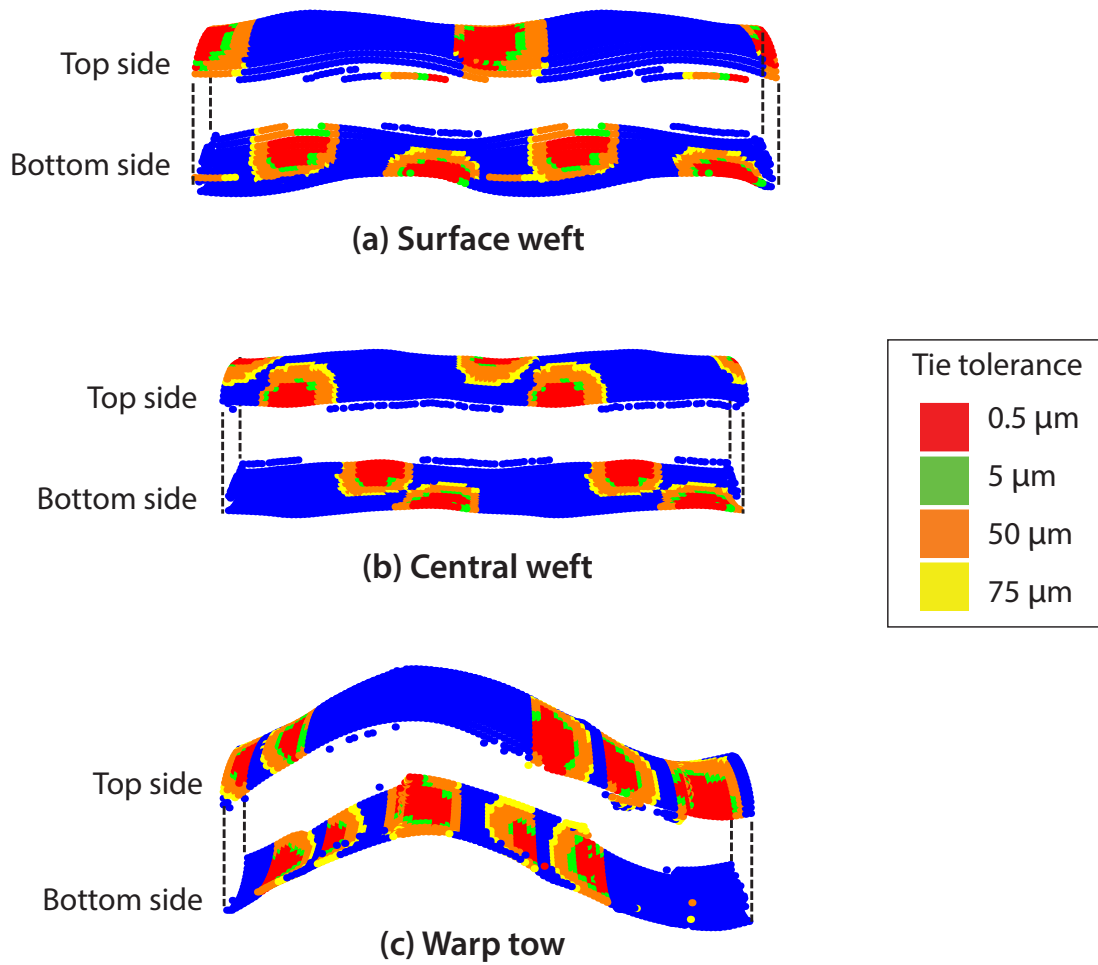 Top side
Bottom side
(a) Surface weft
Top side
Bottom side
(b) Central weft
Tie tolerance
0.5 μm
5 μm
50 μm
75 μm
Top side
Bottom side
(c) Warp tow